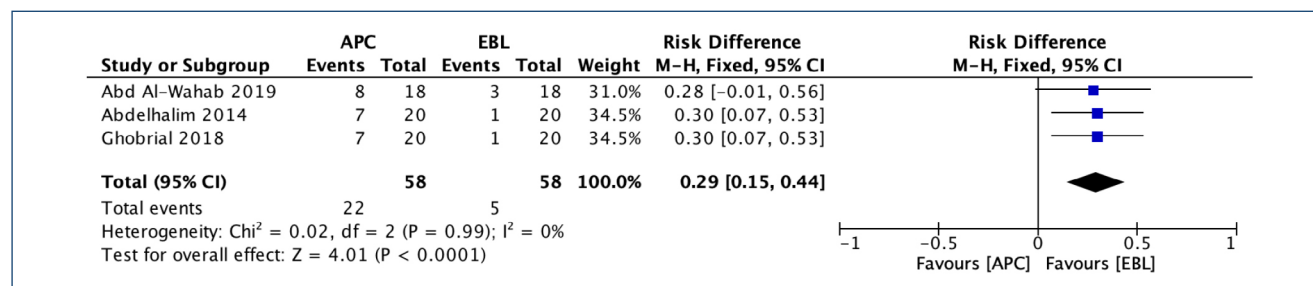 APC EBL Risk Difference Risk Difference
Study or Subgroup Events Total Events Total Weight M-H, Fixed, 95% CI M-H, Fixed, 95% CI
Abd Al-Wahab 2019 8 18 3 18 31.0% 0.28 [-0.01, 0.56]
Abdelhalim 2014 7 20 1 20 34.5% 0.30 [0.07, 0.53]
Ghobrial 2018 7 20 1 20 34.5% 0.30 [0.07, 0.53]
Total (95% CI) 58 58 100.0% 0.29 [0.15, 0.44]
Total events 22 5
Heterogeneity: Chi² = 0.02, df = 2 (P = 0.99); I² = 0%
Test for overall effect: Z = 4.01 (P < 0.0001)
-1 -0.5 0 0.5 1
Favours [APC] Favours [EBL]